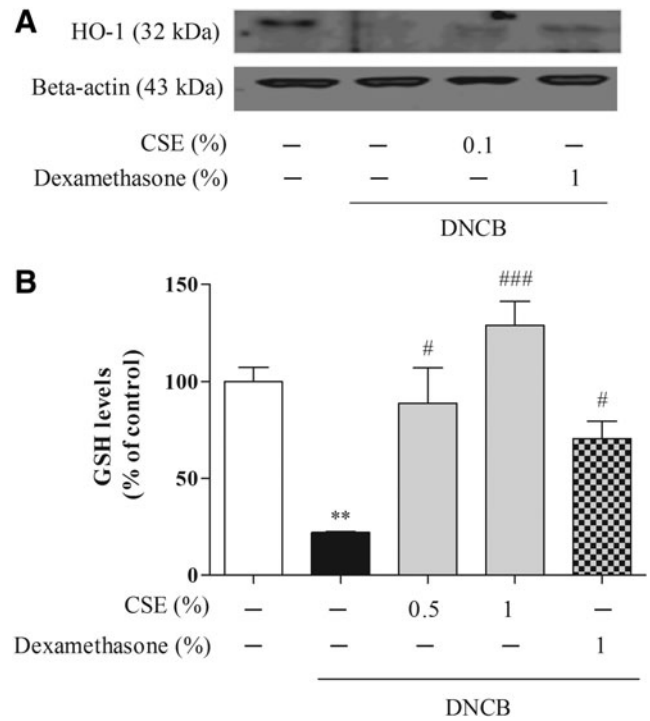 A
HO-1 (32 kDa)
Beta-actin (43 kDa)
CSE (%) – – 0.1 –
Dexamethasone (%) – – – 1
DNCB
B
GSH levels
(% of control)
150
100
50
0
** # ### #
CSE (%) – – 0.5 1 –
Dexamethasone (%) – – – – 1
DNCB